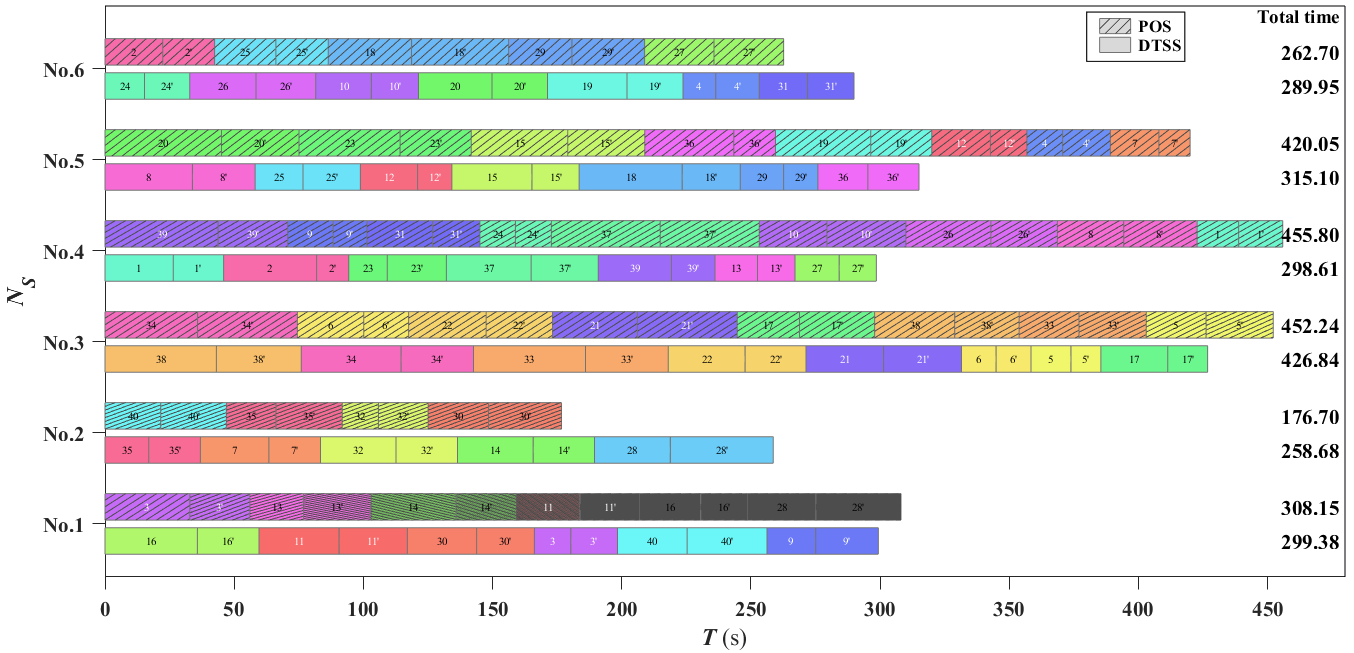 Total time
POS
DTSS
2 2' 25 25' 18 18' 29 29' 27 27' 262.70
No.6
24 24' 26 26' 10 10' 20 20' 19 19' 4 4' 31 31' 289.95
20 20' 23 23' 15 15' 36 36' 19 19' 12 12' 4 4' 7 7' 420.05
No.5
8 8' 25 25' 12 12' 15 15' 18 18' 29 29' 36 36' 315.10
39 39' 9 9' 31 31' 24 24' 37 37' 10 10' 26 26' 8 8' 1 1' 455.80
No.4
1 1' 2 2' 23 23' 37 37' 39 39' 13 13' 27 27' 298.61
34 34' 6 6' 22 22' 21 21' 17 17' 38 38' 33 33' 5 5' 452.24
No.3
38 38' 34 34' 33 33' 22 22' 21 21' 6 6' 5 5' 17 17' 426.84
40 40' 35 35' 32 32' 30 30' 176.70
No.2
35 35' 7 7' 32 32' 14 14' 28 28' 258.68
3 3' 13 13' 14 14' 11 11' 16 16' 28 28' 308.15
No.1
16 16' 11 11' 30 30' 3 3' 40 40' 9 9' 299.38
0 50 100 150 200 250 300 350 400 450
T (s)
N_S